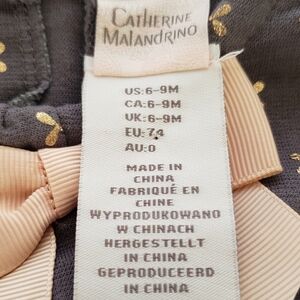 CATHERINE
MALANDRINO
US:6-9M
CA:6-9M
UK:6-9M
EU:74
AU:0
MADE IN
CHINA
FABRIQUÉ EN
CHINE
WYPRODUKOWANO
W CHINACH
HERGESTELLT
IN CHINA
GEPRODUCEERD
IN CHINA